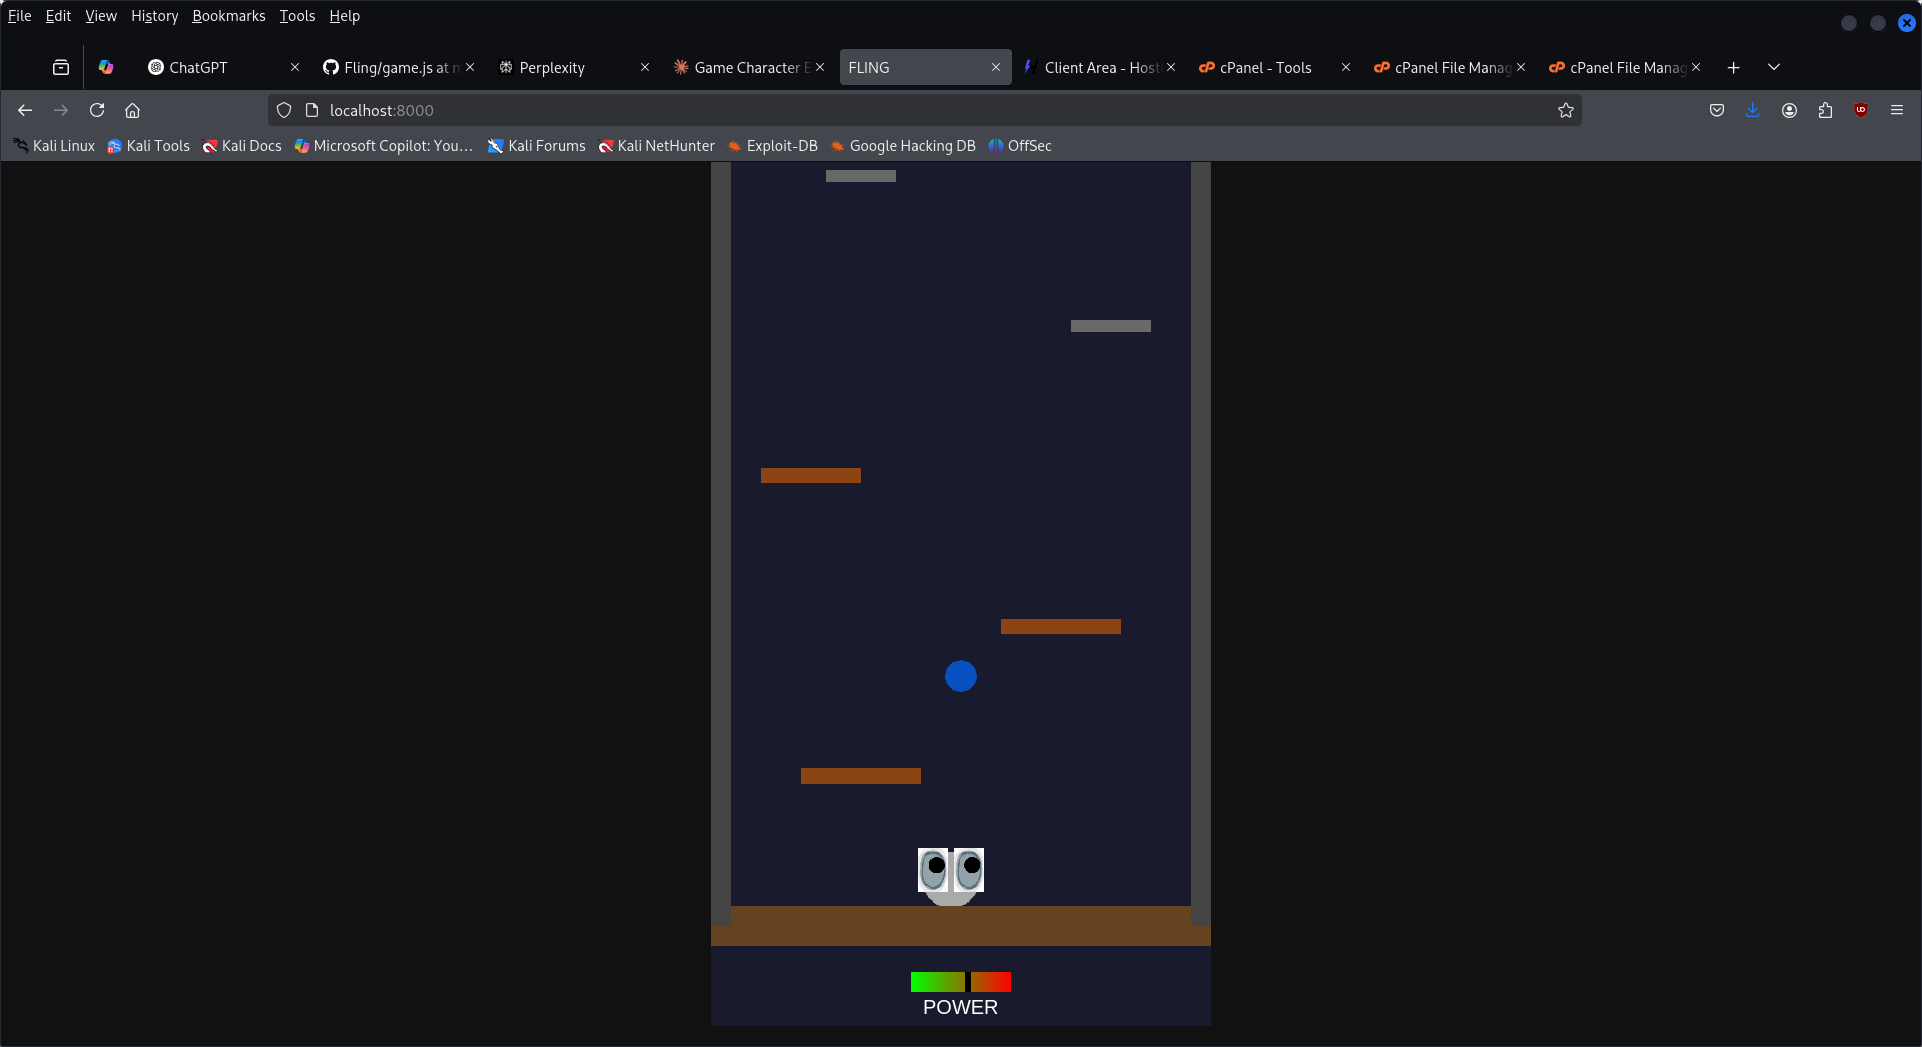 File Edit View History Bookmarks Tools Help
ChatGPT Fling/game.js at Perplexity Game Character FLING Client Area - Host cPanel - Tools cPanel File Manag cPanel File Manag
localhost:8000
Kali Linux Kali Tools Kali Docs Microsoft Copilot: You... Kali Forums Kali NetHunter Exploit-DB Google Hacking DB OffSec
POWER